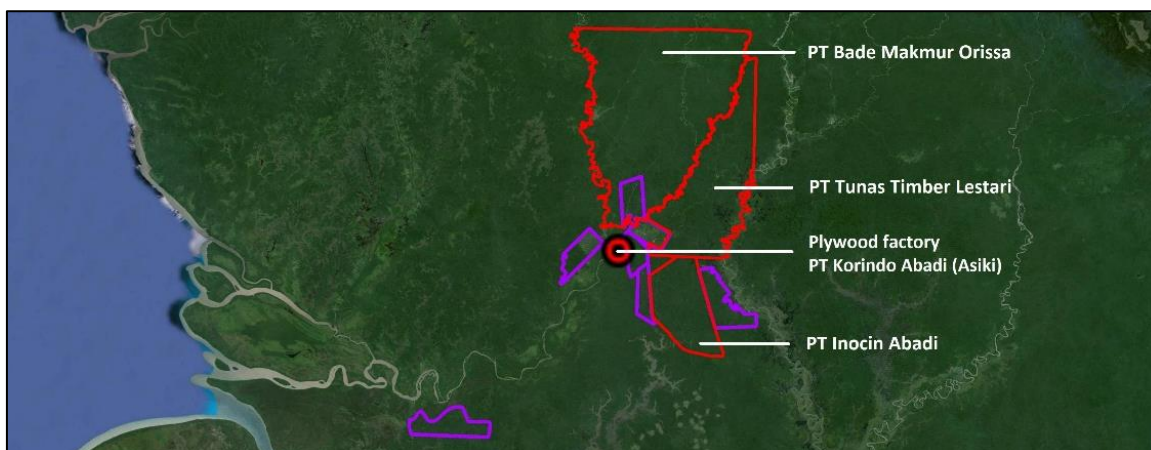 PT Bade Makmur Orissa
PT Tunas Timber Lestari
Plywood factory
PT Korindo Abadi (Asiki)
PT Inocin Abadi